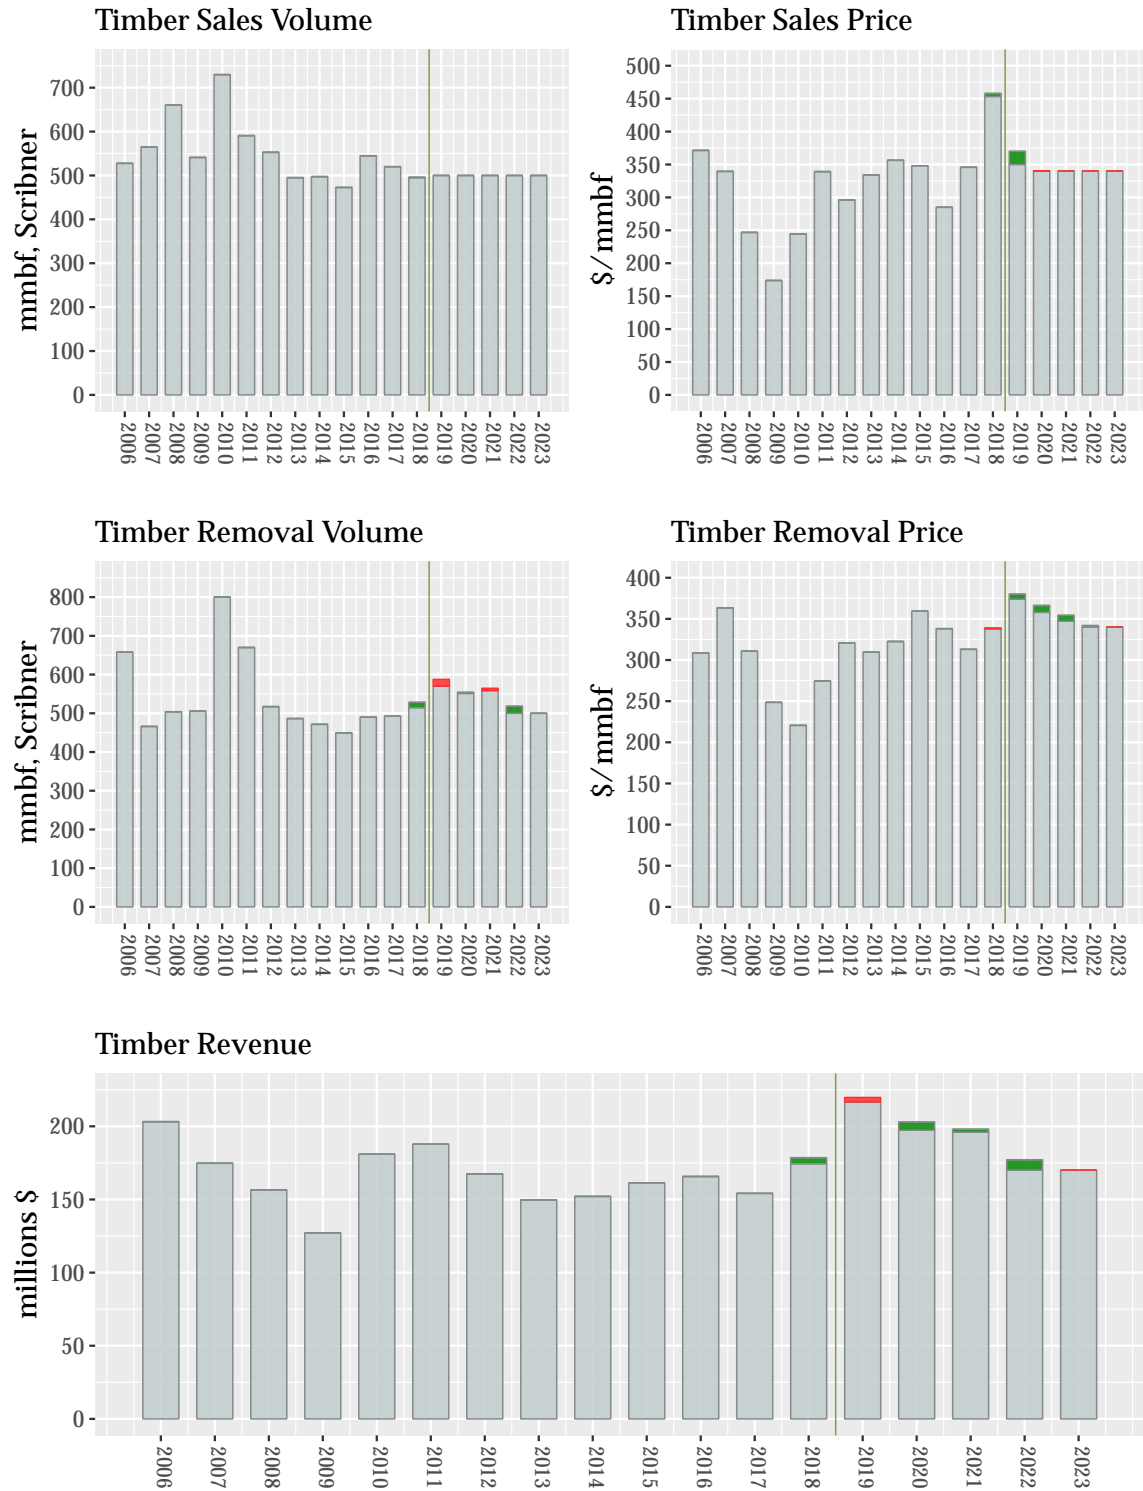 Timber Sales Volume
mmbf, Scribner
700
600
500
400
300
200
100
0
2006 2007 2008 2009 2010 2011 2012 2013 2014 2015 2016 2017 2018 2019 2020 2021 2022 2023
Timber Sales Price
$/mmbf
500
450
400
350
300
250
200
150
100
50
0
2006 2007 2008 2009 2010 2011 2012 2013 2014 2015 2016 2017 2018 2019 2020 2021 2022 2023
Timber Removal Volume
mmbf, Scribner
800
700
600
500
400
300
200
100
0
2006 2007 2008 2009 2010 2011 2012 2013 2014 2015 2016 2017 2018 2019 2020 2021 2022 2023
Timber Removal Price
$/mmbf
400
350
300
250
200
150
100
50
0
2006 2007 2008 2009 2010 2011 2012 2013 2014 2015 2016 2017 2018 2019 2020 2021 2022 2023
Timber Revenue
millions $
200
150
100
50
0
2006 2007 2008 2009 2010 2011 2012 2013 2014 2015 2016 2017 2018 2019 2020 2021 2022 2023